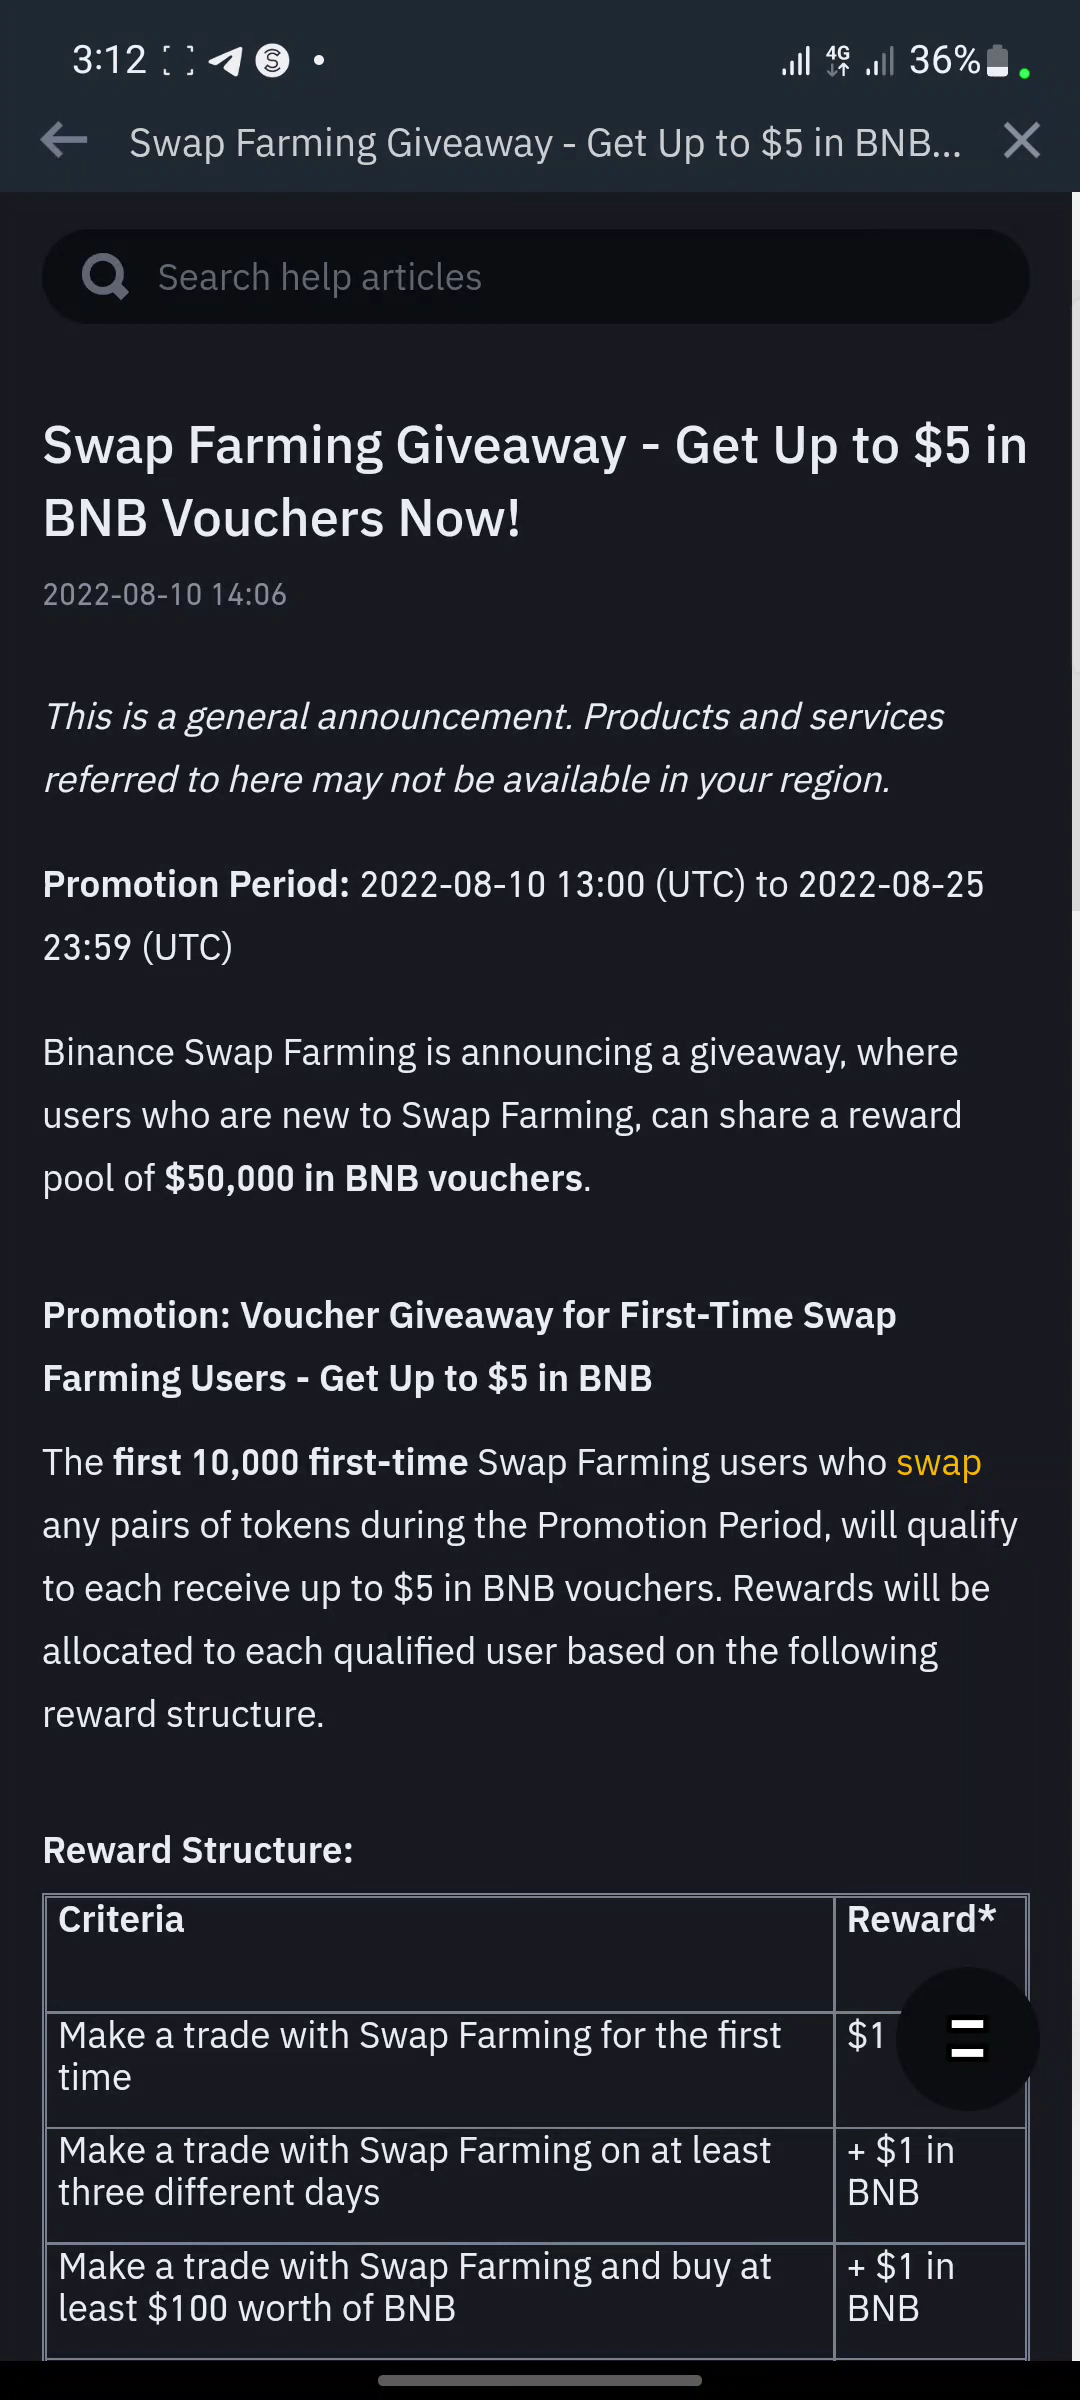 3:12
4G
36%
Swap Farming Giveaway - Get Up to $5 in BNB...
Search help articles
Swap Farming Giveaway - Get Up to $5 in
BNB Vouchers Now!
2022-08-10 14:06
This is a general announcement. Products and services
referred to here may not be available in your region.
Promotion Period: 2022-08-10 13:00 (UTC) to 2022-08-25
23:59 (UTC)
Binance Swap Farming is announcing a giveaway, where
users who are new to Swap Farming, can share a reward
pool of $50,000 in BNB vouchers.
Promotion: Voucher Giveaway for First-Time Swap
Farming Users - Get Up to $5 in BNB
The first 10,000 first-time Swap Farming users who swap
any pairs of tokens during the Promotion Period, will qualify
to each receive up to $5 in BNB vouchers. Rewards will be
allocated to each qualified user based on the following
reward structure.
Reward Structure:
Criteria
Reward*
Make a trade with Swap Farming for the first
time
$1
Make a trade with Swap Farming on at least
three different days
+ $1 in
BNB
Make a trade with Swap Farming and buy at
least $100 worth of BNB
+ $1 in
BNB